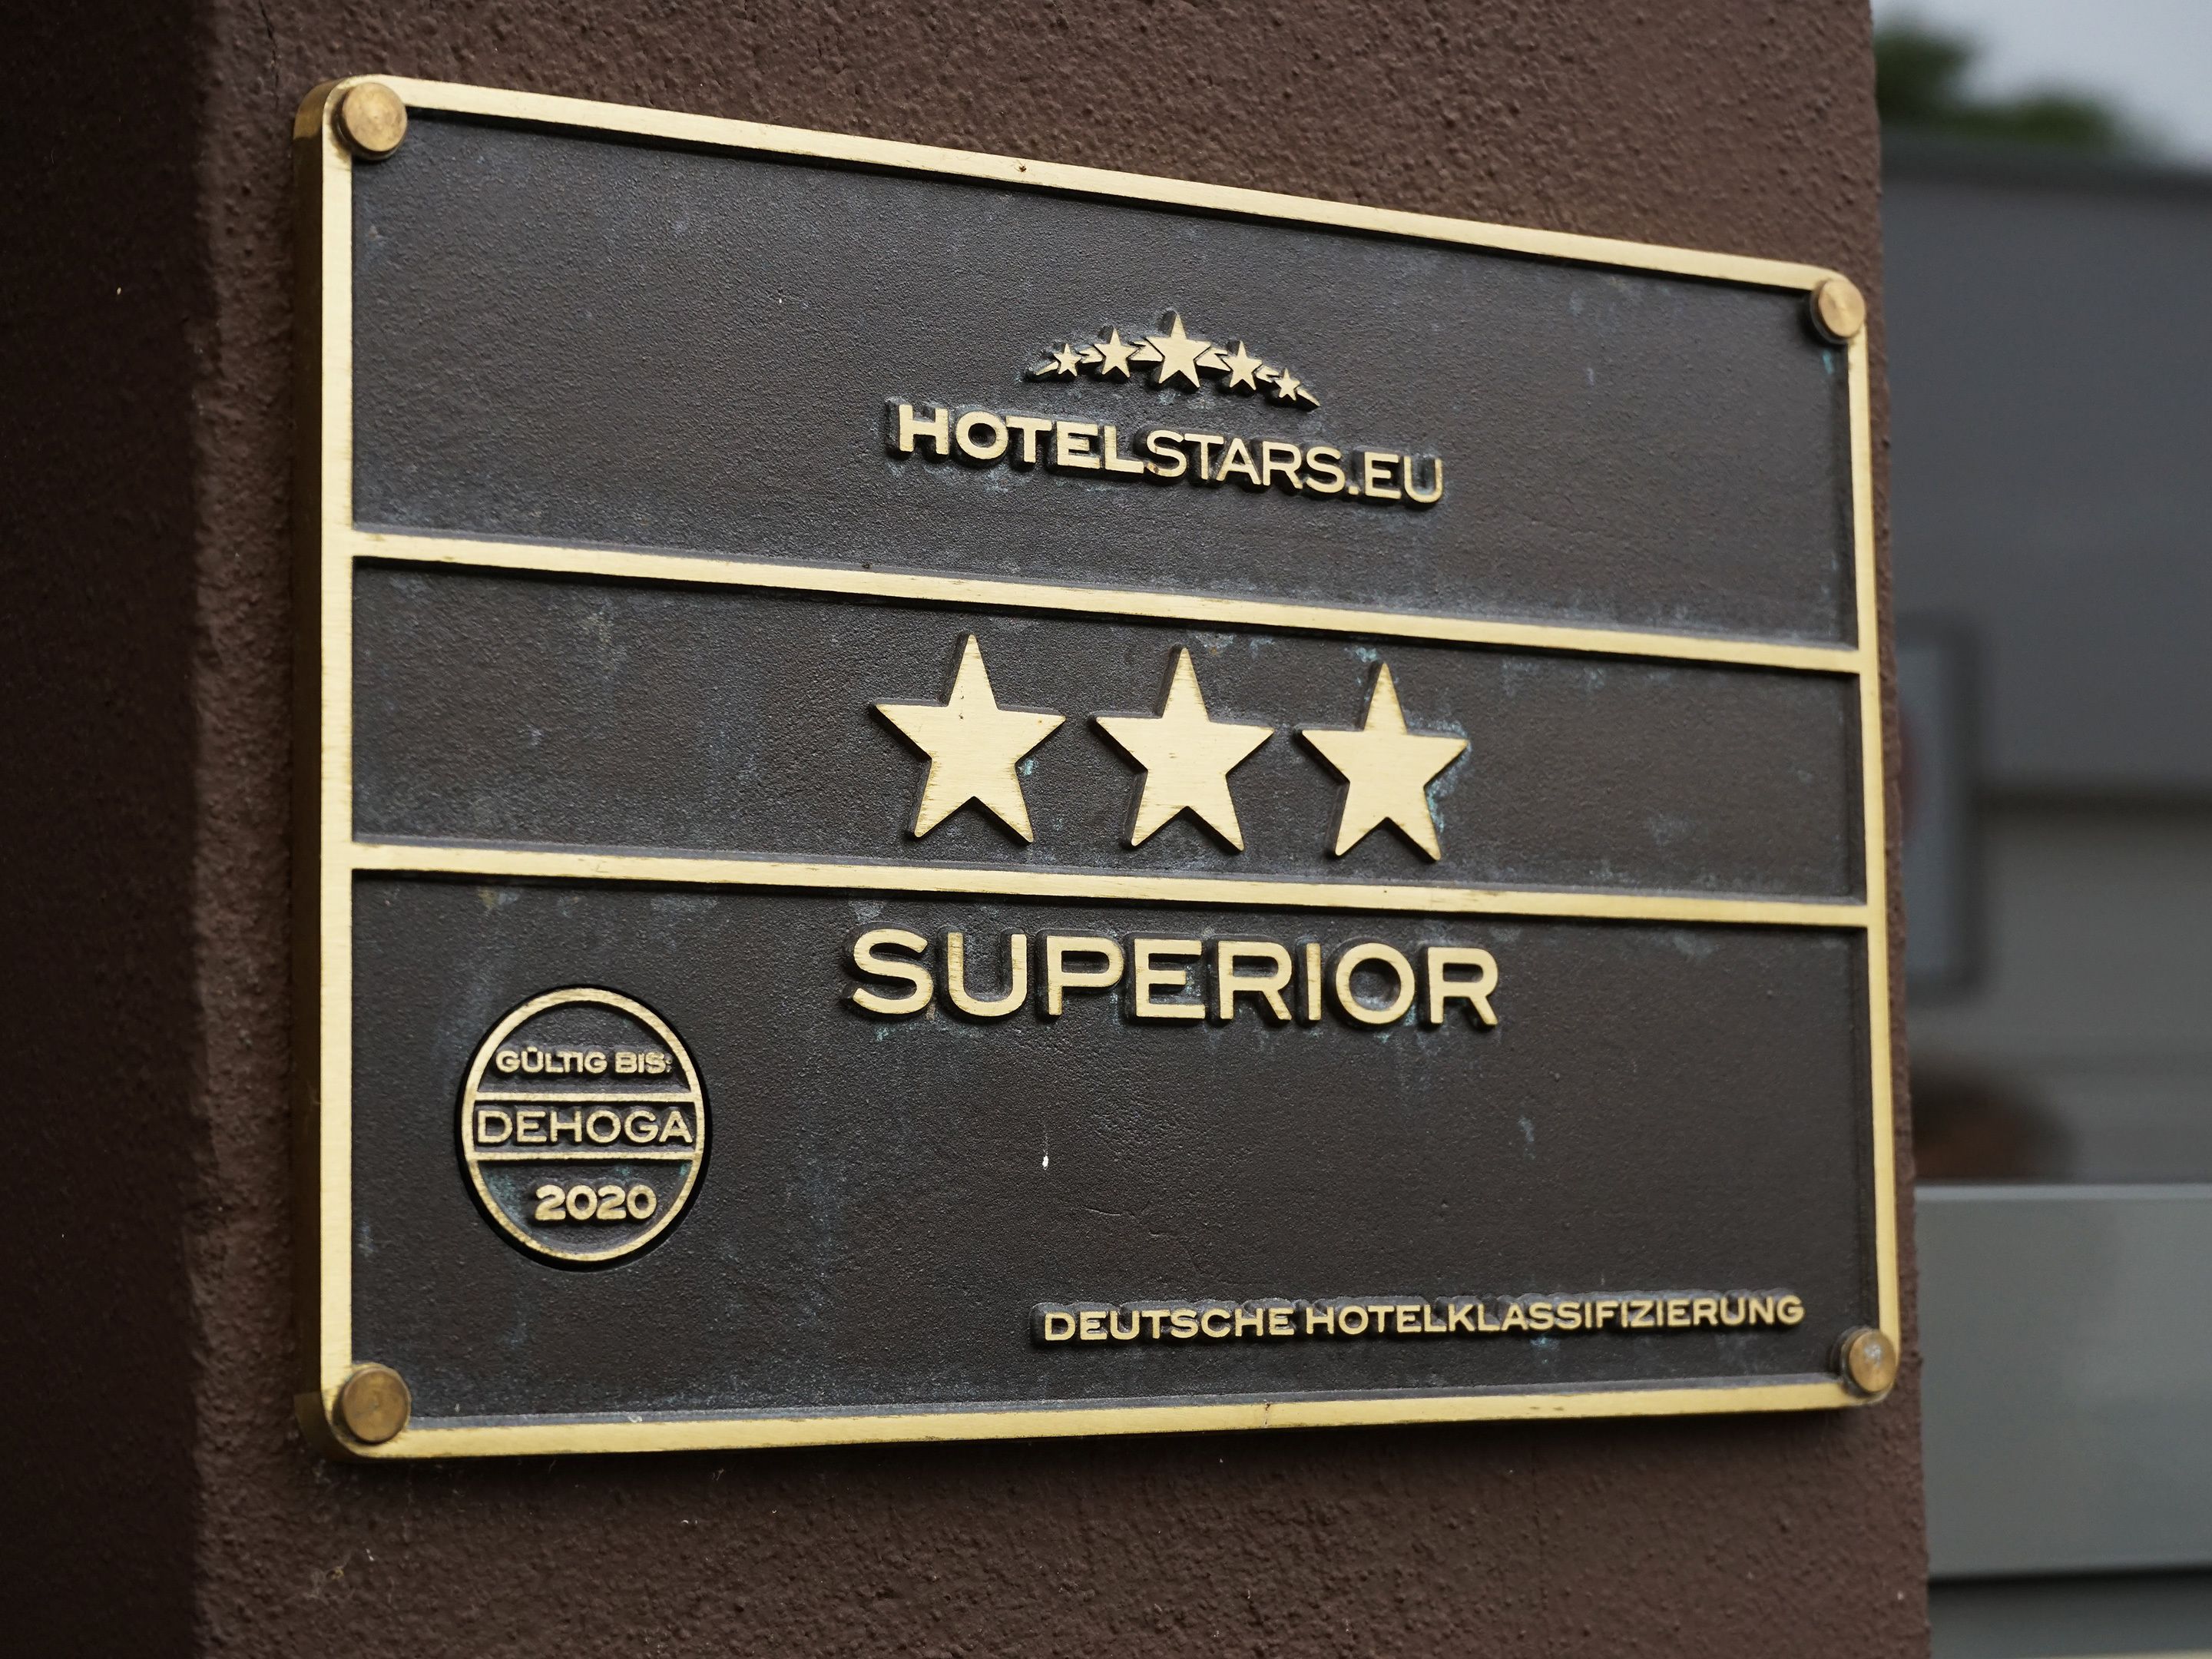 HOTELSTARS.EU
SUPERIOR
GÜLTIG BIS:
DEHOGA
2020
DEUTSCHE HOTELKLASSIFIZIERUNG